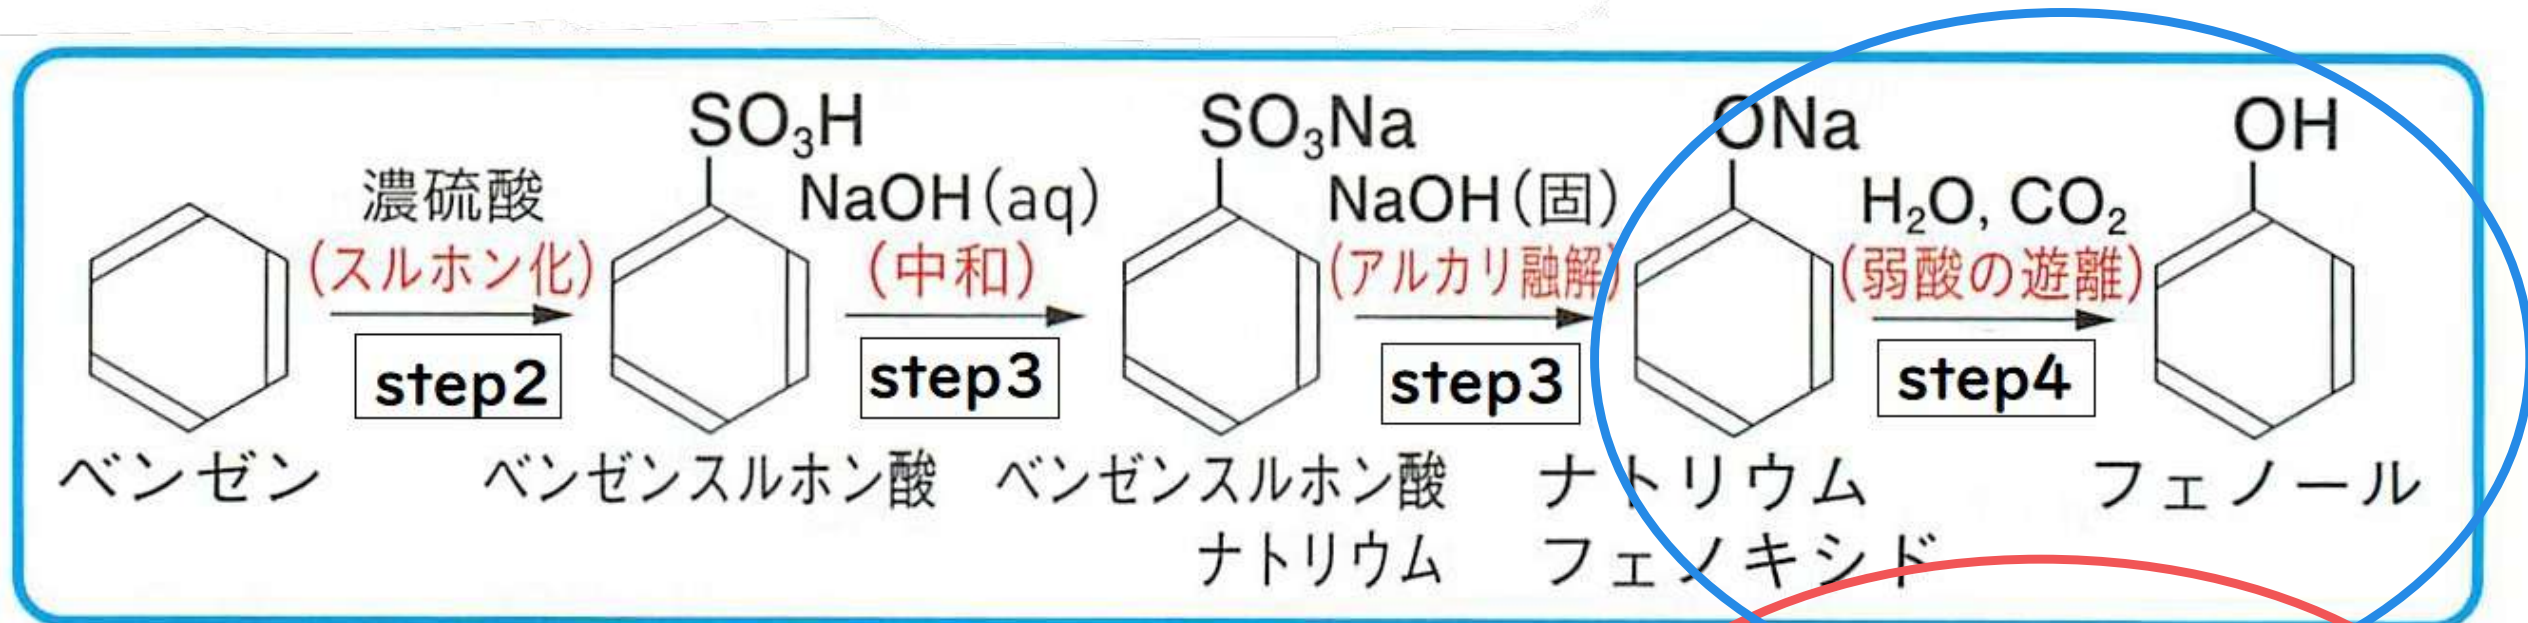 SO₃H
SO₃Na
ONa
OH
濃硫酸
NaOH(aq)
NaOH(固)
H₂O, CO₂
(スルホン化)
(中和)
(アルカリ融解)
(弱酸の遊離)
step2
step3
step3
step4
ベンゼン
ベンゼンスルホン酸
ベンゼンスルホン酸
ナトリウム
ナトリウム
フェノキシド
フェノール